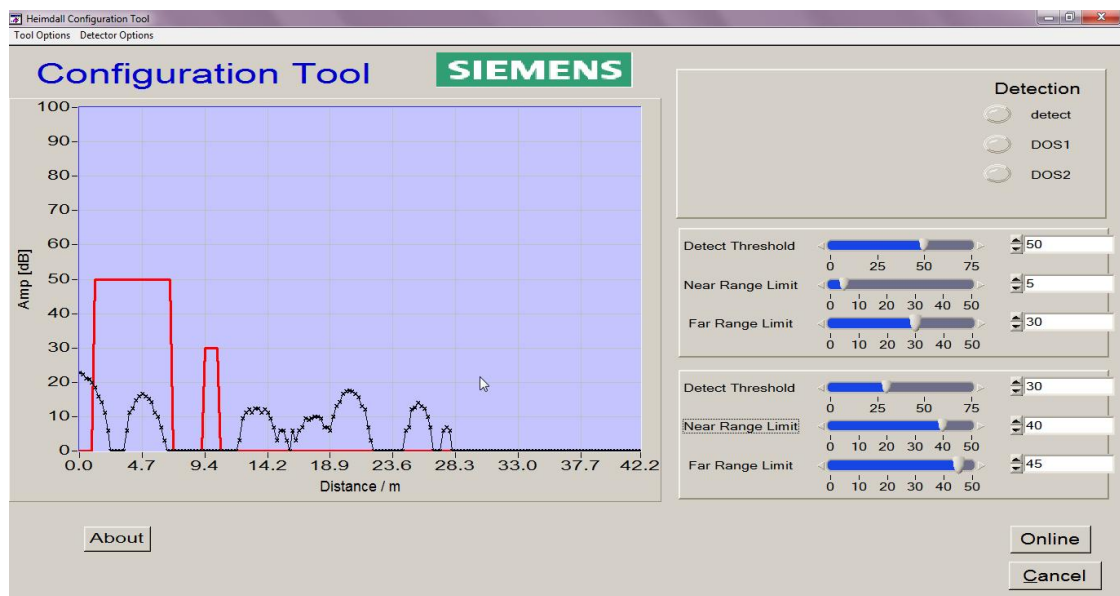 Heimdall Configuration Tool
Tool Options Detector Options
Configuration Tool
SIEMENS
Detection
detect
DOS1
DOS2
100
90
80
70
60
50
40
30
20
10
0
Amp [dB]
0.0 4.7 9.4 14.2 18.9 23.6 28.3 33.0 37.7 42.2
Distance / m
Detect Threshold 50
0 25 50 75
Near Range Limit 5
0 10 20 30 40 50
Far Range Limit 30
0 10 20 30 40 50
Detect Threshold 30
0 25 50 75
Near Range Limit 40
0 10 20 30 40 50
Far Range Limit 45
0 10 20 30 40 50
About
Online
Cancel